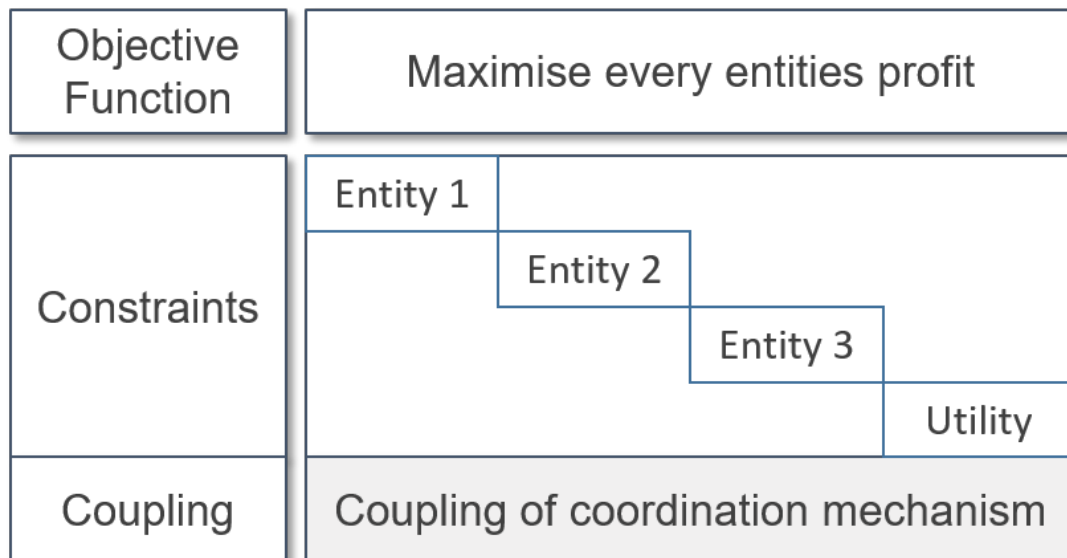 Objective
Function
Maximise every entities profit
Entity 1
Entity 2
Constraints
Entity 3
Utility
Coupling
Coupling of coordination mechanism